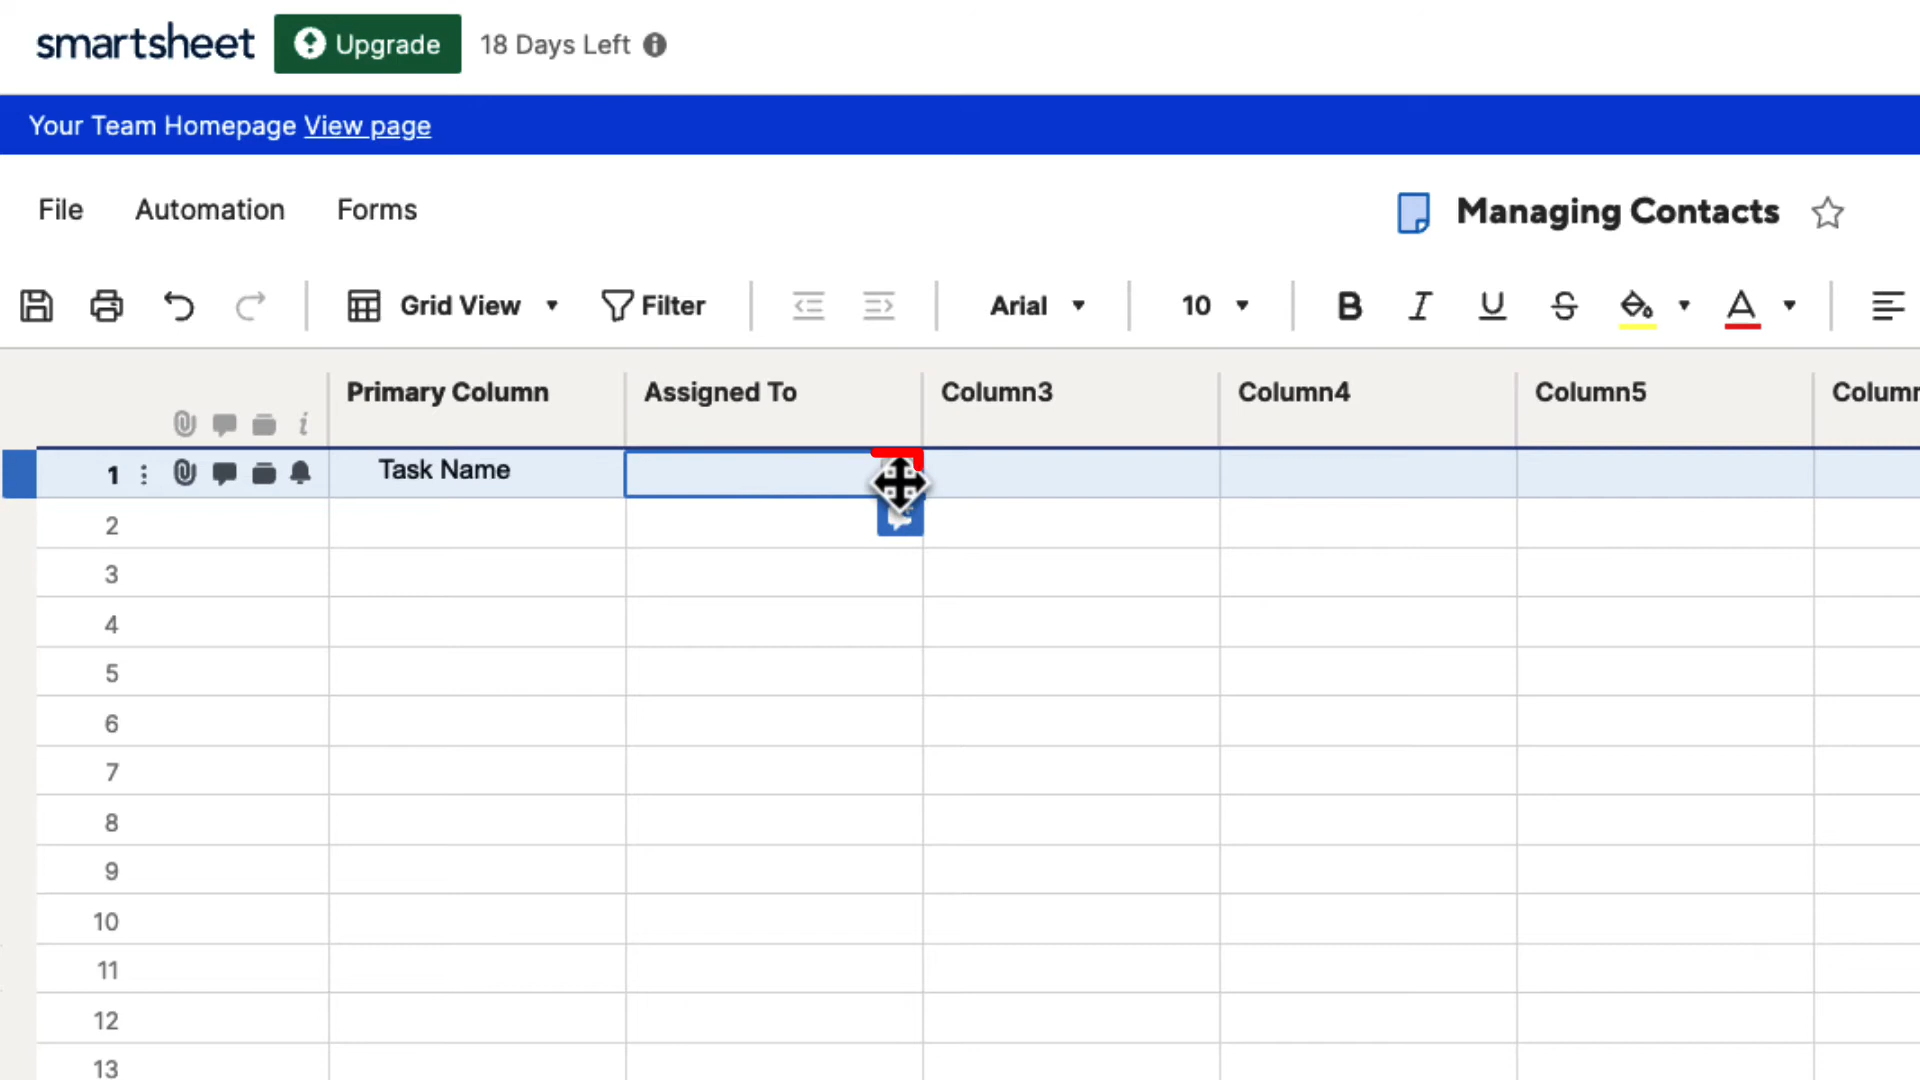 smartsheet Upgrade 18 Days Left
Your Team Homepage View page
File Automation Forms Managing Contacts
Grid View Filter Arial 10 B I U S A
Primary Column Assigned To Column3 Column4 Column5 Column
1 Task Name
2
3
4
5
6
7
8
9
10
11
12
13